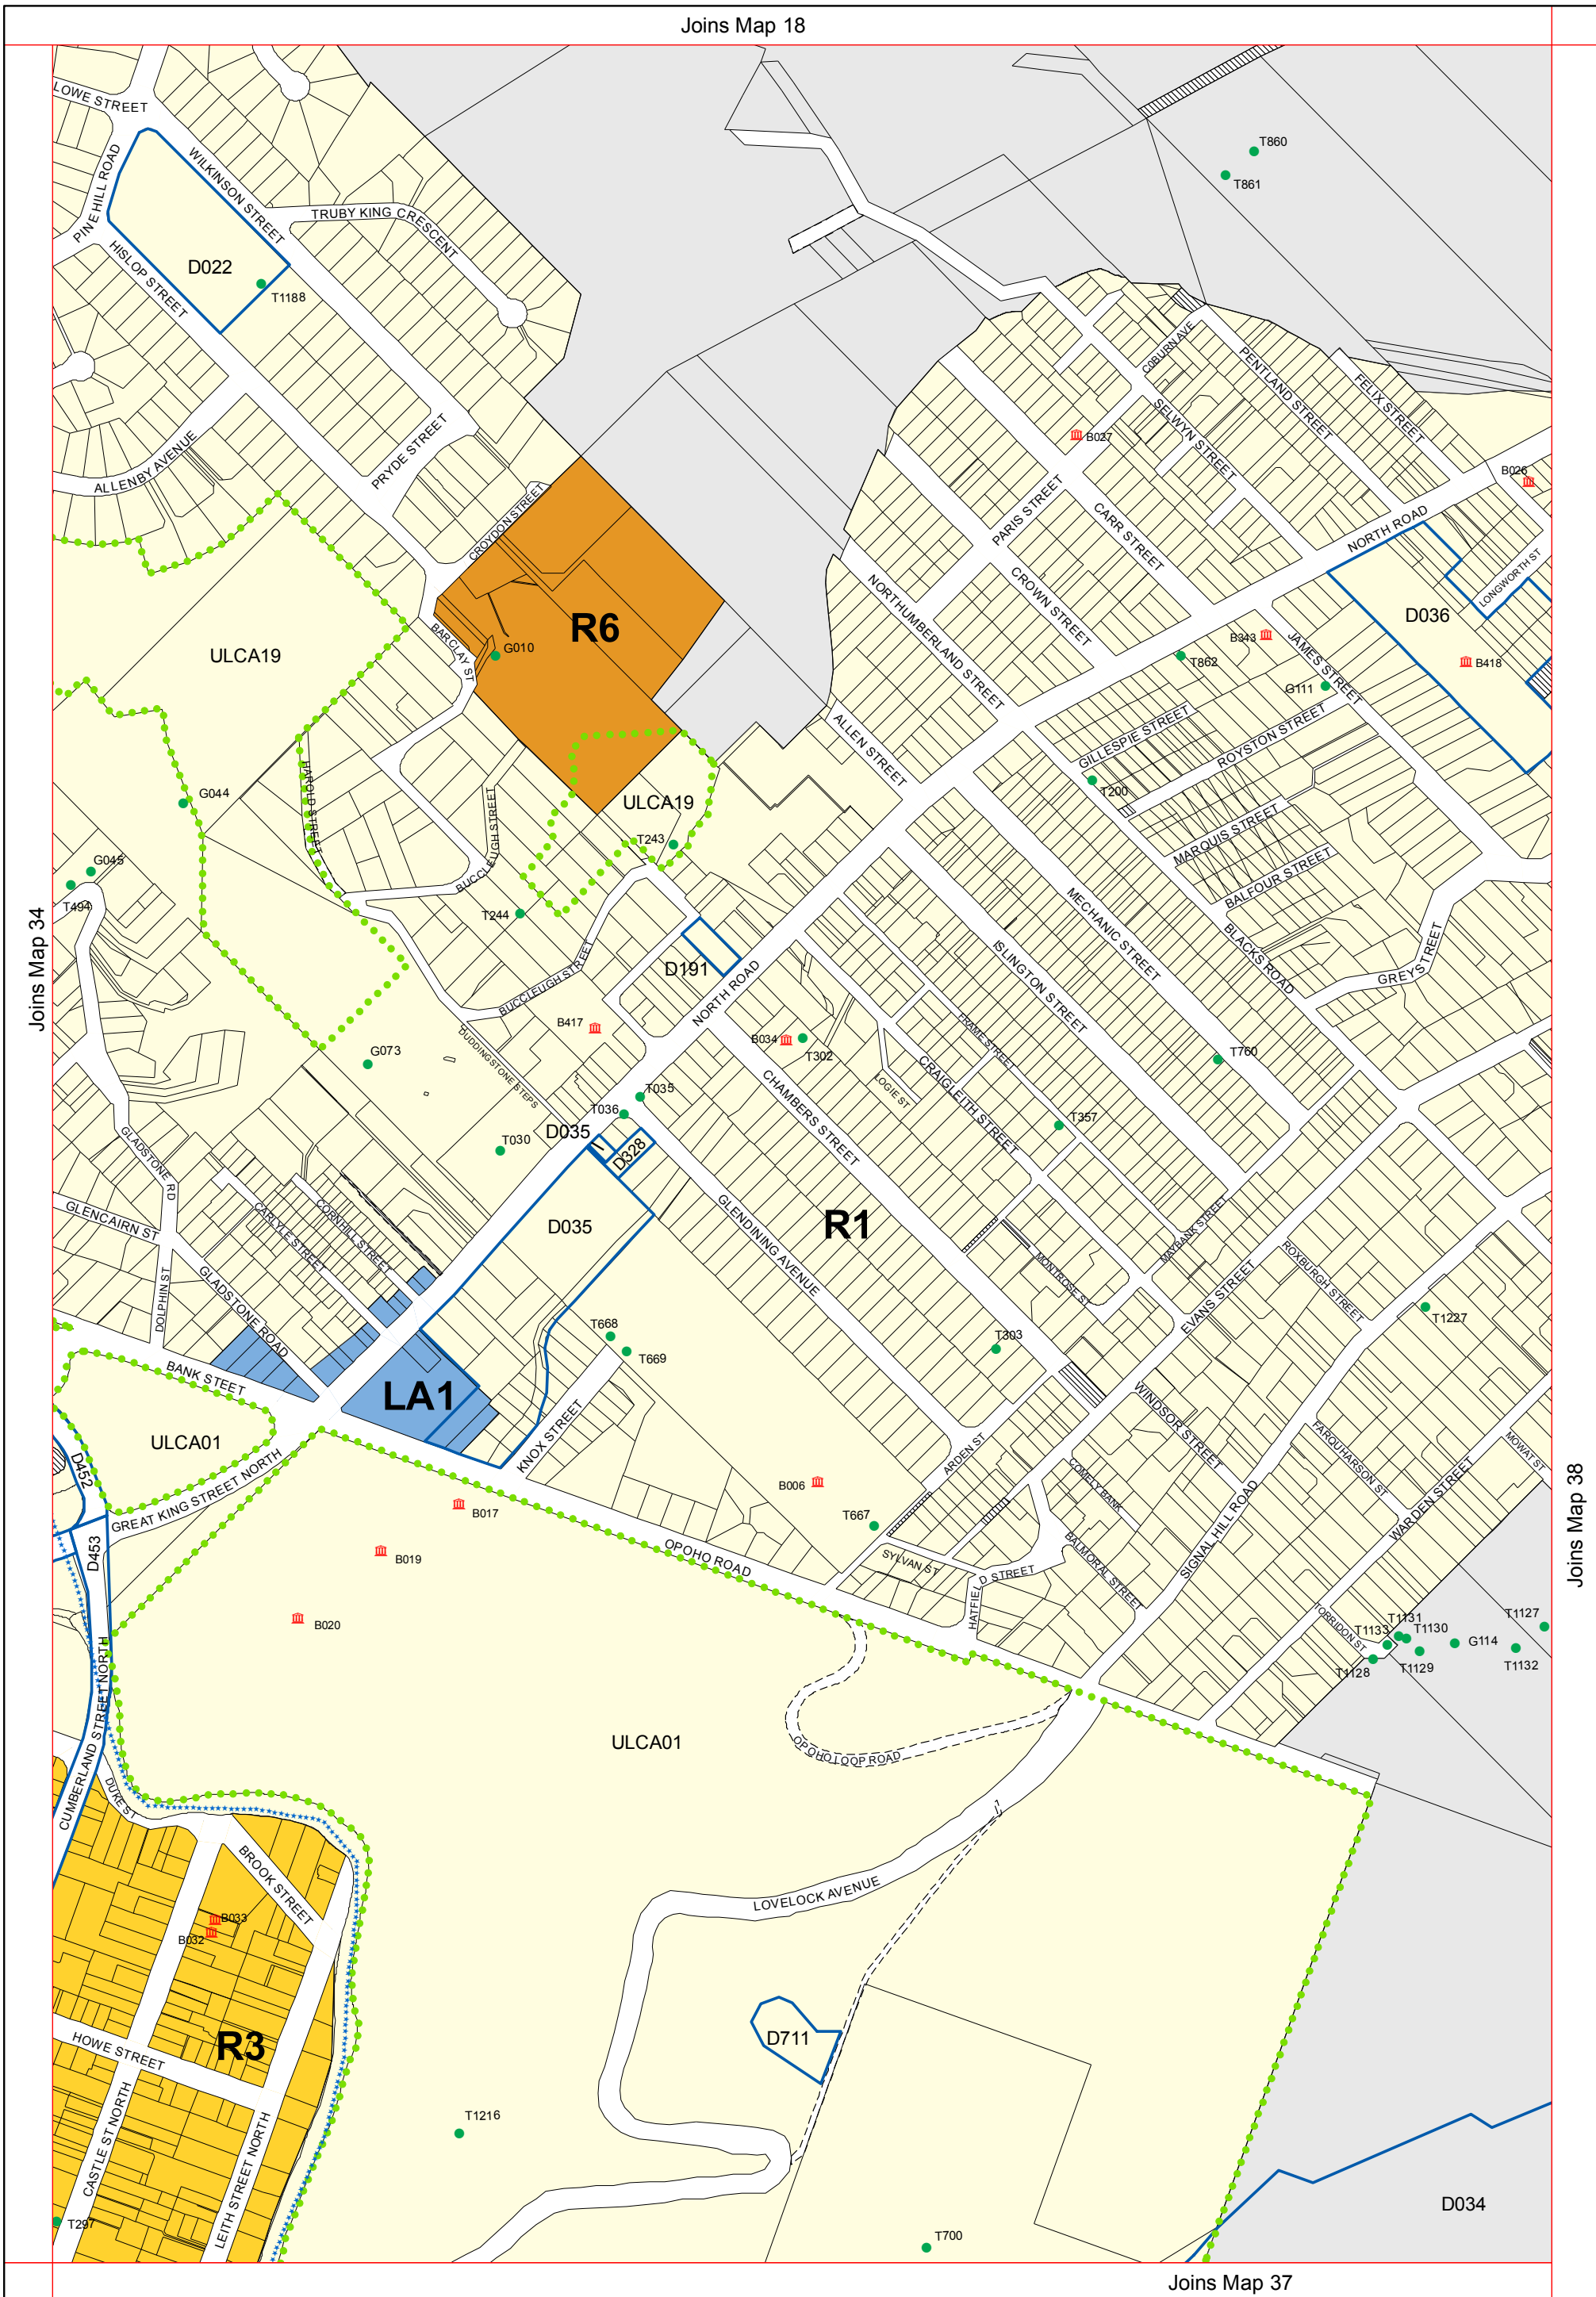 Joins Map 18
LOWE STREET
PINE HILL ROAD
WILKINSON STREET
TRUBY KING CRESCENT
HISLOP STREET
D022
T1188
T860
T861
ALLENBY AVENUE
PRYDE STREET
CROYDON STREET
COBURN AVE
PENTLAND STREET
FELIX STREET
SELWYN STREET
B027
B026
PARIS STREET
CARR STREET
NORTH ROAD
LONGWORTH ST
CROWN STREET
NORTHUMBERLAND STREET
D036
R6
G010
BARCLAY ST
ULCA19
B343
T862
B418
JAMES STREET
G111
ALLEN STREET
GILLESPIE STREET
ROYSTON STREET
T200
HAROLD STREET
G044
BUCCLEUGH STREET
ULCA19
T243
MARQUIS STREET
BALFOUR STREET
G045
T494
T244
MECHANIC STREET
BLACKS ROAD
GREY STREET
Joins Map 34
BUCCLEUGH STREET
D191
NORTH ROAD
ISLINGTON STREET
B417
B034
T302
FRAME STREET
DUDDINGSTONE STEPS
G073
LOGIE ST
CRAIGLEITH STREET
T760
CHAMBERS STREET
T035
T036
T357
D035
D328
T030
GLADSTONE RD
GLENCAIRN ST
CARLYLE STREET
CORNHILL STREET
D035
GLENDINING AVENUE
R1
MAYBANK STREET
MONTROSE ST
EVANS STREET
ROXBURGH STREET
DOLPHIN ST
GLADSTONE ROAD
T668
T669
T303
T1227
BANK STEET
LA1
WINDSOR STREET
ULCA01
KNOX STREET
ARDEN ST
FARQUHARSON ST
MOWAT ST
D452
GREAT KING STREET NORTH
COMELY BANK
WARDEN STREET
Joins Map 38
B006
B017
T667
D453
B019
OPOHO ROAD
SYLVAN ST
HATFIELD STREET
BALMORAL STREET
SIGNAL HILL ROAD
B020
TORRIDON ST
T1131
T1127
T1133
T1130
G114
T1128
T1129
T1132
CUMBERLAND STREET NORTH
ULCA01
OPOHO LOOP ROAD
DUKE ST
BROOK STREET
LOVELOCK AVENUE
B033
B032
D711
R3
HOWE STREET
CASTLE ST NORTH
LEITH STREET NORTH
T1216
D034
T297
T700
Joins Map 37